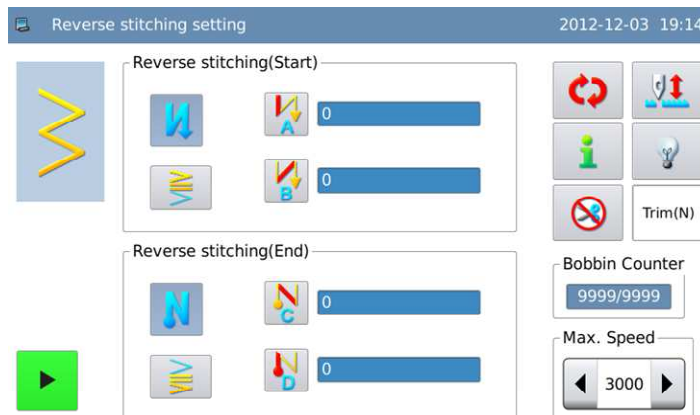 Reverse stitching setting
2012-12-03 19:14
Reverse stitching(Start)
A
0
B
0
Reverse stitching(End)
C
0
D
0
Trim(N)
Bobbin Counter
9999/9999
Max. Speed
3000